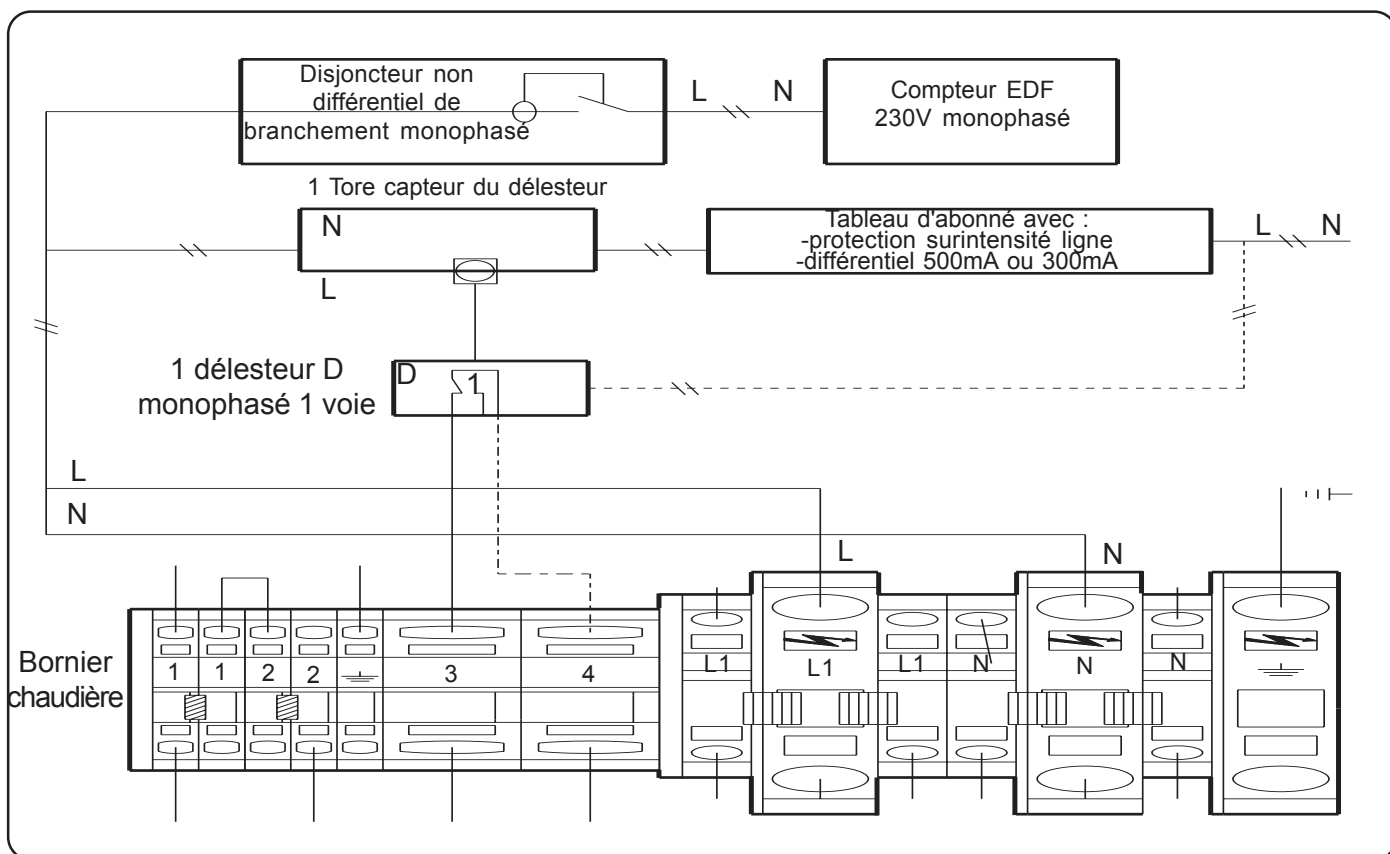 Disjoncteur non
différentiel de
branchement monophasé
L N
Compteur EDF
230V monophasé
1 Tore capteur du délesteur
N
L
Tableau d'abonné avec :
-protection surintensité ligne
-différentiel 500mA ou 300mA
L N
1 délesteur D
monophasé 1 voie
D
1
L
N
L
N
Bornier
chaudière
1 1 2 2 3 4 L1 L1 L1 N N N